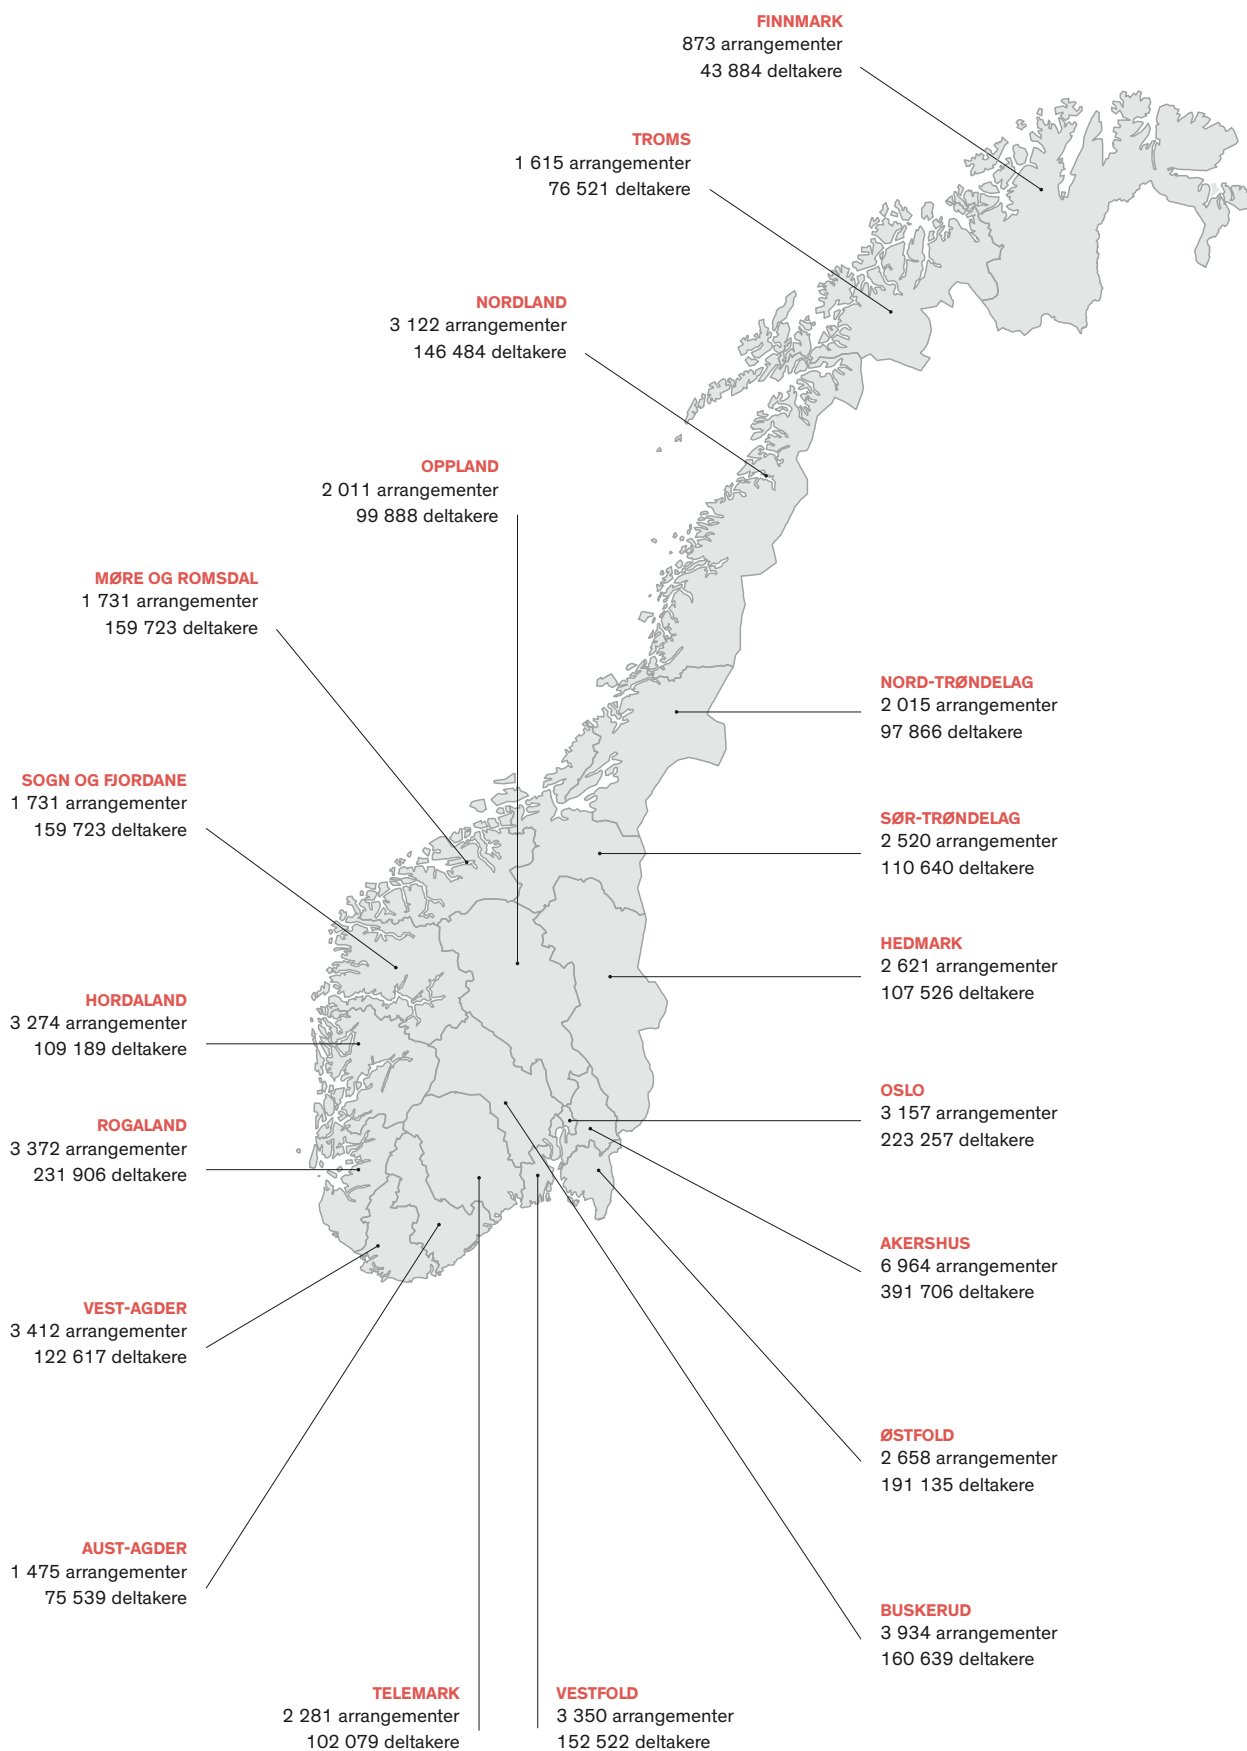 FINNMARK
873 arrangementer
43 884 deltakere
TROMS
1 615 arrangementer
76 521 deltakere
NORDLAND
3 122 arrangementer
146 484 deltakere
OPPLAND
2 011 arrangementer
99 888 deltakere
MØRE OG ROMSDAL
1 731 arrangementer
159 723 deltakere
NORD-TRØNDELAG
2 015 arrangementer
97 866 deltakere
SOGN OG FJORDANE
1 731 arrangementer
159 723 deltakere
SØR-TRØNDELAG
2 520 arrangementer
110 640 deltakere
HEDMARK
2 621 arrangementer
107 526 deltakere
HORDALAND
3 274 arrangementer
109 189 deltakere
OSLO
3 157 arrangementer
223 257 deltakere
ROGALAND
3 372 arrangementer
231 906 deltakere
AKERSHUS
6 964 arrangementer
391 706 deltakere
VEST-AGDER
3 412 arrangementer
122 617 deltakere
ØSTFOLD
2 658 arrangementer
191 135 deltakere
AUST-AGDER
1 475 arrangementer
75 539 deltakere
BUSKERUD
3 934 arrangementer
160 639 deltakere
TELEMARK
2 281 arrangementer
102 079 deltakere
VESTFOLD
3 350 arrangementer
152 522 deltakere